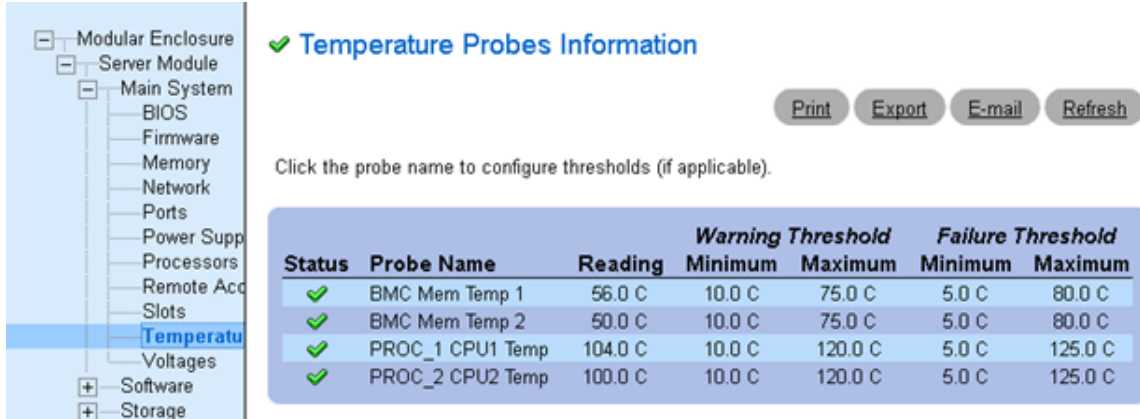 Modular Enclosure
Server Module
Main System
BIOS
Firmware
Memory
Network
Ports
Power Supp
Processors
Remote Acc
Slots
Temperatu
Voltages
Software
Storage
Temperature Probes Information
Print Export E-mail Refresh
Click the probe name to configure thresholds (if applicable).
Warning Threshold Failure Threshold
Status Probe Name Reading Minimum Maximum Minimum Maximum
BMC Mem Temp 1 56.0 C 10.0 C 75.0 C 5.0 C 80.0 C
BMC Mem Temp 2 50.0 C 10.0 C 75.0 C 5.0 C 80.0 C
PROC_1 CPU1 Temp 104.0 C 10.0 C 120.0 C 5.0 C 125.0 C
PROC_2 CPU2 Temp 100.0 C 10.0 C 120.0 C 5.0 C 125.0 C